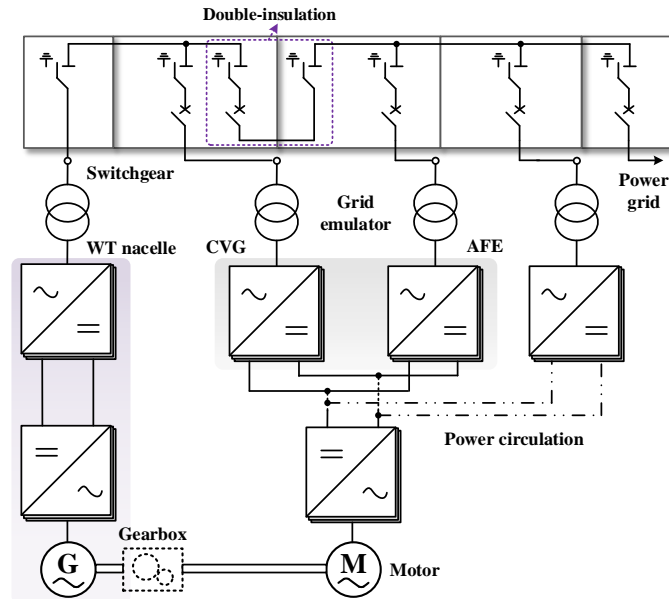 Double-insulation
Switchgear
Power
grid
Grid
emulator
WT nacelle
CVG
AFE
Power circulation
Gearbox
G
M
Motor